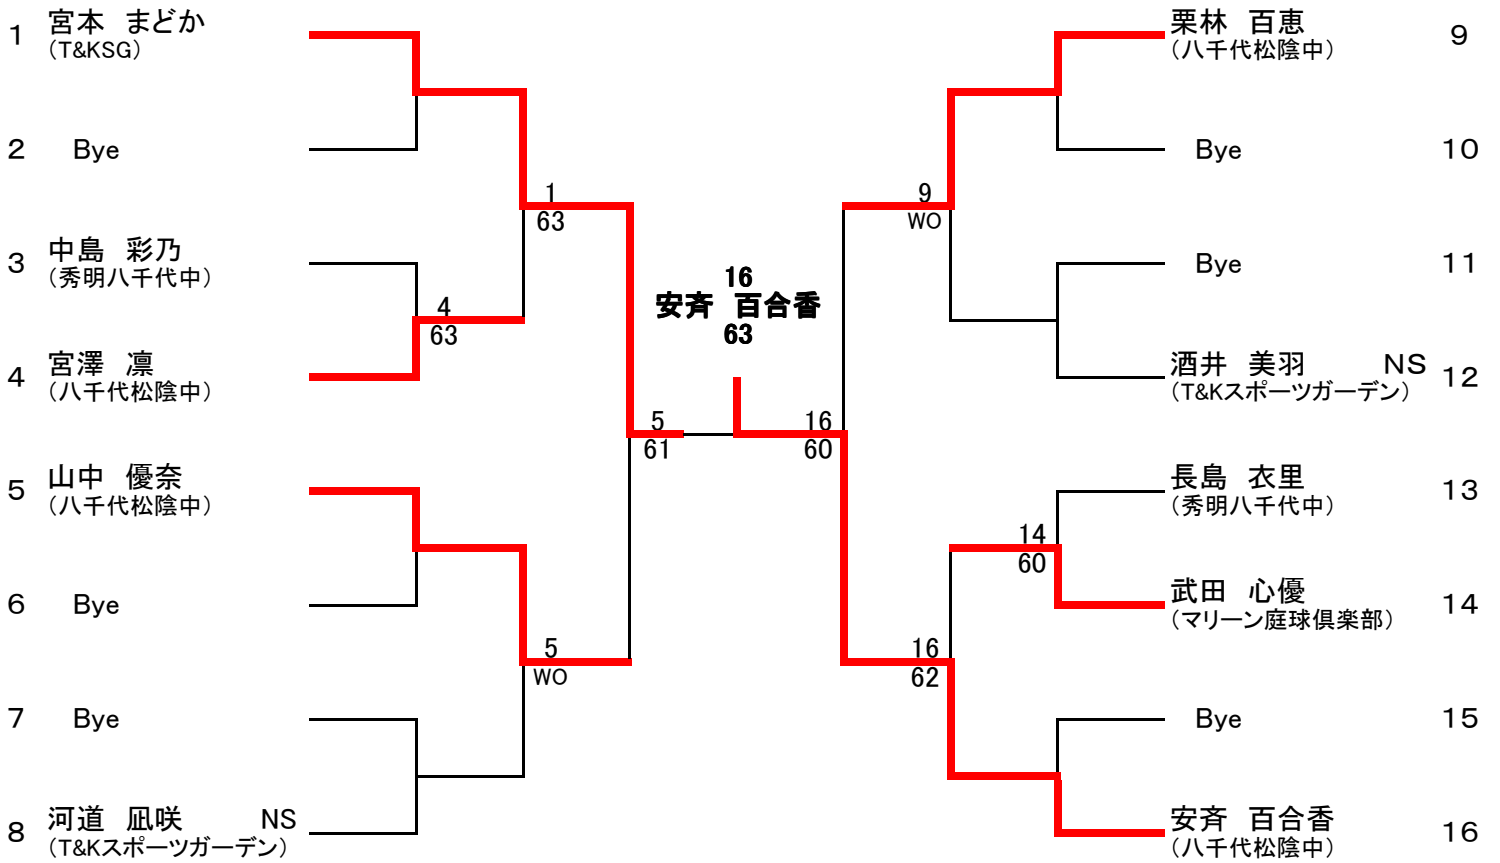 1 宮本 まどか
(T&KSG)
2 Bye
3 中島 彩乃
(秀明八千代中)
4 宮澤 凛
(八千代松陰中)
5 山中 優奈
(八千代松陰中)
6 Bye
7 Bye
8 河道 凪咲 NS
(T&Kスポーツガーデン)
1
63
4
63
5
WO
5
61
16
安斉 百合香
63
16
60
9
WO
14
60
16
62
栗林 百恵 9
(八千代松陰中)
Bye 10
Bye 11
酒井 美羽 NS 12
(T&Kスポーツガーデン)
長島 衣里 13
(秀明八千代中)
武田 心優 14
(マリーン庭球倶楽部)
Bye 15
安斉 百合香 16
(八千代松陰中)